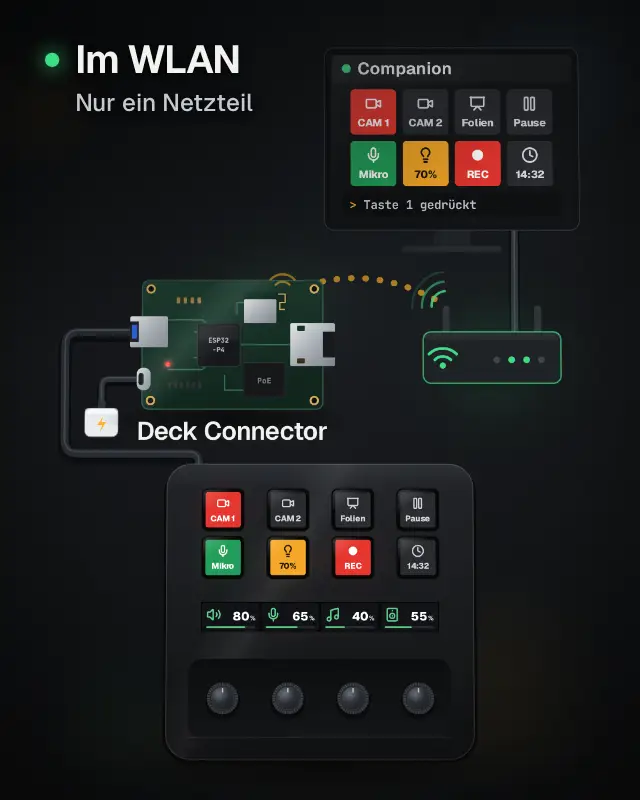 Im WLAN
Nur ein Netzteil
Companion
CAM 1
CAM 2
Folien
Pause
Mikro
70%
REC
14:32
> Taste 1 gedrückt
ESP32
-P4
PoE
Deck Connector
CAM 1
CAM 2
Folien
Pause
Mikro
70%
REC
14:32
80%
65%
40%
55%